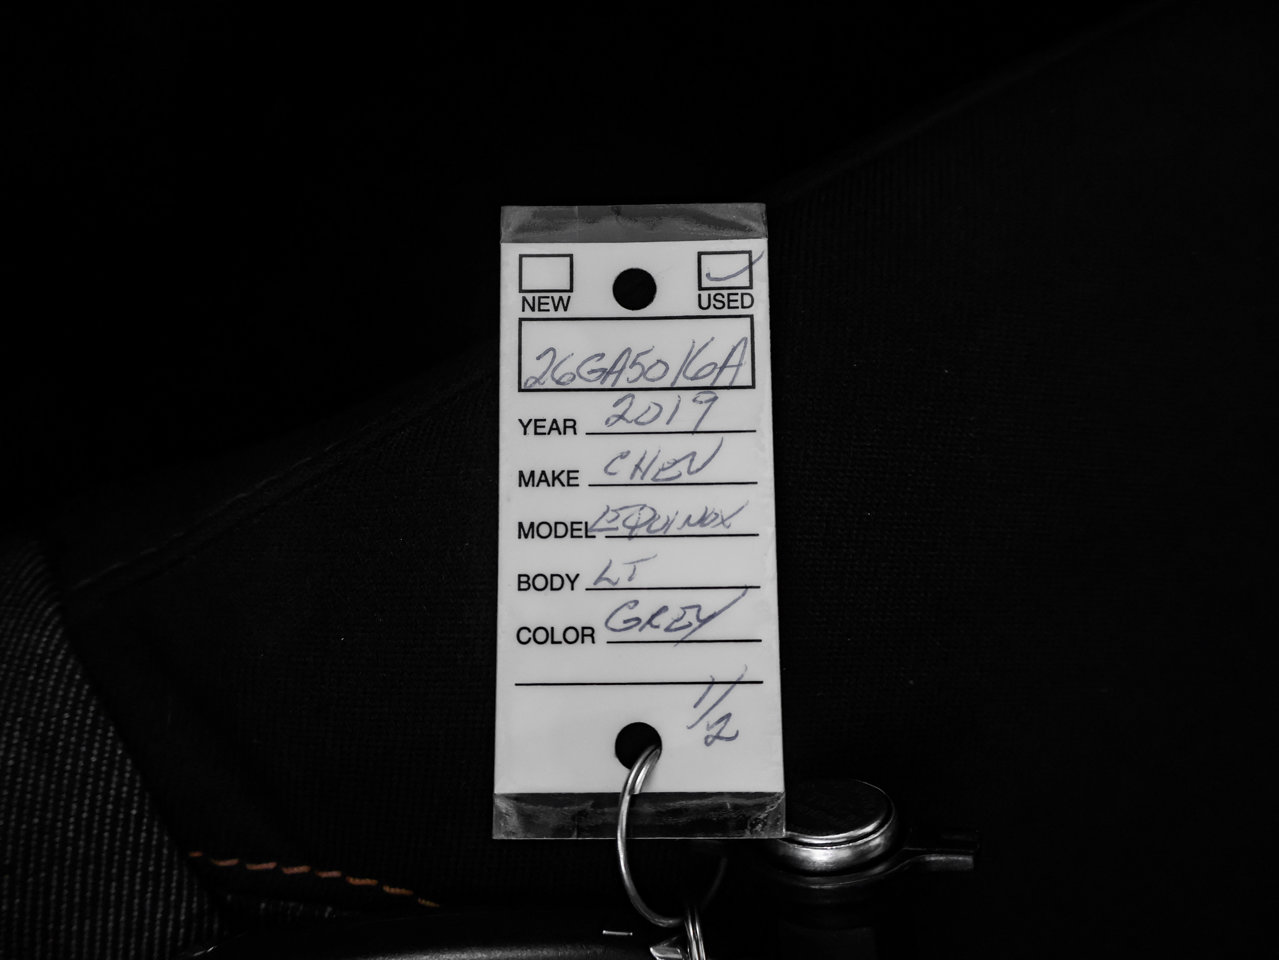 NEW USED
26GA5016A
YEAR 2019
MAKE CHEV
MODEL EQUINOX
BODY LT
COLOR GREY
1/2